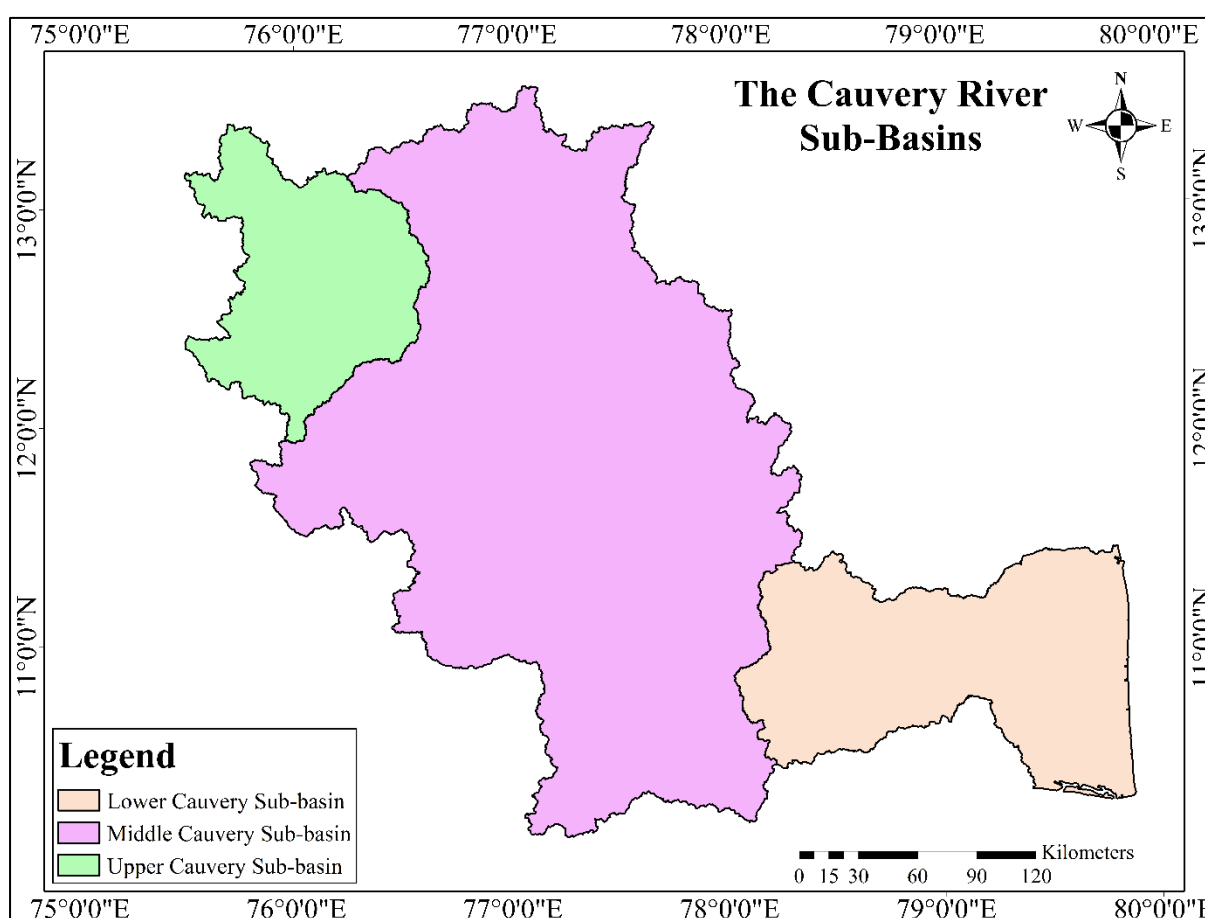 75°0'0"E 76°0'0"E 77°0'0"E 78°0'0"E 79°0'0"E 80°0'0"E
The Cauvery River
Sub-Basins
N
W E
S
13°0'0"N
13°0'0"N
12°0'0"N
12°0'0"N
11°0'0"N
11°0'0"N
Legend
Lower Cauvery Sub-basin
Middle Cauvery Sub-basin
Upper Cauvery Sub-basin
Kilometers
0 15 30 60 90 120
75°0'0"E 76°0'0"E 77°0'0"E 78°0'0"E 79°0'0"E 80°0'0"E